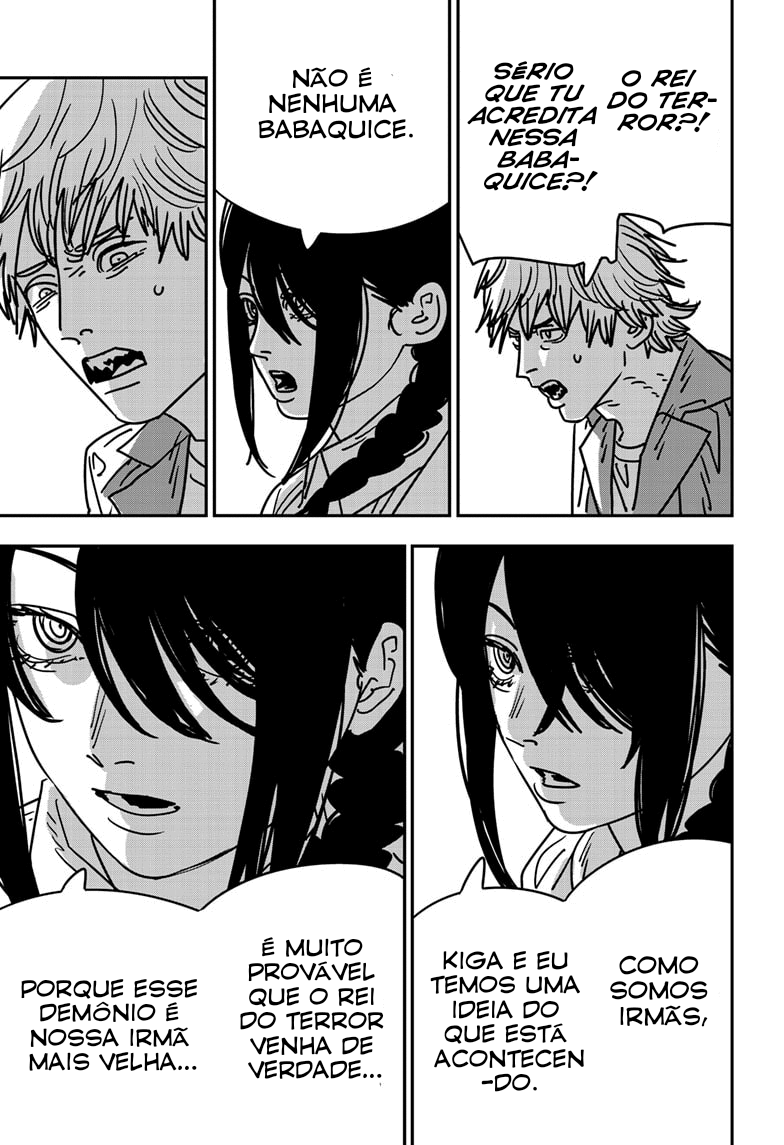 O REI
DO TER-
ROR?!
SÉRIO
QUE TU
ACREDITA
NESSA
BABA-
QUICE?!
NÃO É
NENHUMA
BABAQUICE.
COMO
SOMOS
IRMÃS,
KIGA E EU
TEMOS UMA
IDEIA DO
QUE ESTÁ
ACONTECEN
-DO.
É MUITO
PROVÁVEL
QUE O REI
DO TERROR
VENHA DE
VERDADE...
PORQUE ESSE
DEMÔNIO É
NOSSA IRMÃ
MAIS VELHA...